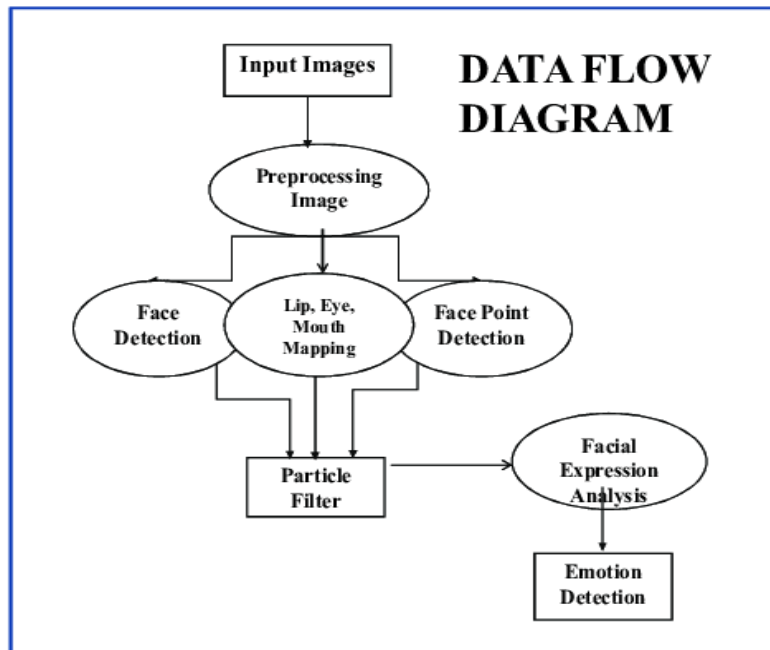 Input Images
DATA FLOW
DIAGRAM
Preprocessing
Image
Face
Detection
Lip, Eye,
Mouth
Mapping
Face Point
Detection
Particle
Filter
Facial
Expression
Analysis
Emotion
Detection